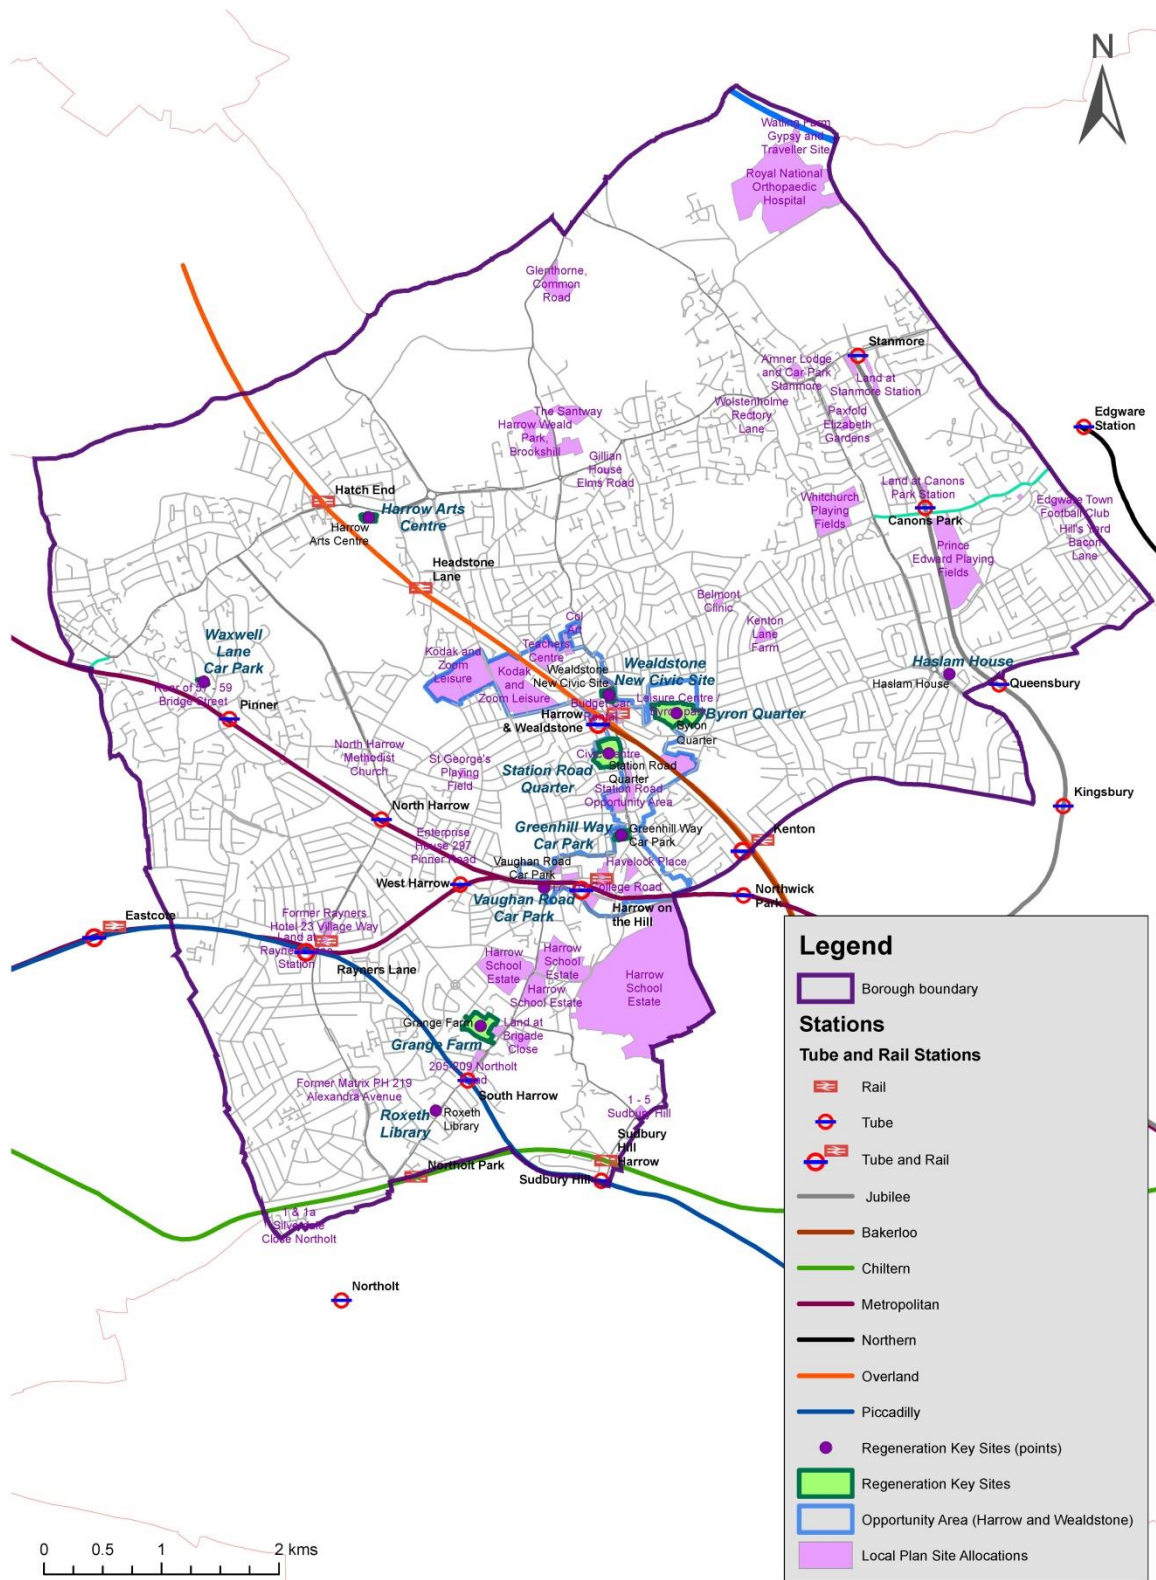 N
Watling Farm
Gypsy and
Traveller Site
Royal National
Orthopaedic
Hospital
Glenthorne,
Common
Road
Stanmore
Amner Lodge
and Car Park
Stanmore
Land at
Stanmore Station
Wolstenholme
Rectory
Lane
Paxfold
Elizabeth
Gardens
Edgware
Station
The Santway
Harrow Weald
Park,
Brookshill
Gillian
House
Elms Road
Hatch End
Harrow Arts
Centre
Harrow
Arts Centre
Whitchurch
Playing
Fields
Land at Canons
Park Station
Canons Park
Edgware Town
Football Club
Hill's Yard
Bacon
Lane
Prince
Edward Playing
Fields
Headstone
Lane
Belmont
Clinic
Kenton
Lane
Farm
Col
Art
Teachers
Centre
Waxwell
Lane
Car Park
Rear of 57 - 59
Bridge Street
Pinner
Kodak and
Zoom
Leisure
Kodak
and
Zoom Leisure
Wealdstone
New Civic Site
Wealdstone
New Civic Site
Haslam House
Haslam House
Queensbury
Leisure Centre /
Byron park
Byron Quarter
Byron
Quarter
Budget Car
Harrow
& Wealdstone
North Harrow
Methodist
Church
St George's
Playing
Field
Civic Centre
Station Road
Quarter
Station Road
Quarter
Station Road
Opportunity Area
Kingsbury
North Harrow
Enterprise
House 297
Pinner Road
Greenhill Way
Car Park
Greenhill Way
Car Park
Kenton
Vaughan Road
Car Park
Havelock Place
West Harrow
College Road
Vaughan Road
Car Park
Harrow on
the Hill
Northwick
Park
Eastcote
Former Rayners
Hotel 23 Village Way
Land at
Rayners Lane
Station
Rayners Lane
Harrow
School
Estate
Harrow
School
Estate
Harrow
School Estate
Harrow
School
Estate
Grange Farm
Grange Farm
Land at
Brigade
Close
205-209 Northolt
Road
South Harrow
Former Matrix PH 219
Alexandra Avenue
Roxeth
Library
Roxeth
Library
1 - 5
Sudbury Hill
Sudbury
Hill
Harrow
Northolt Park
Sudbury Hill
1 & 1a
Silverdale
Close Northolt
Northolt
0 0.5 1 2 kms
Legend
Borough boundary
Stations
Tube and Rail Stations
Rail
Tube
Tube and Rail
Jubilee
Bakerloo
Chiltern
Metropolitan
Northern
Overland
Piccadilly
Regeneration Key Sites (points)
Regeneration Key Sites
Opportunity Area (Harrow and Wealdstone)
Local Plan Site Allocations